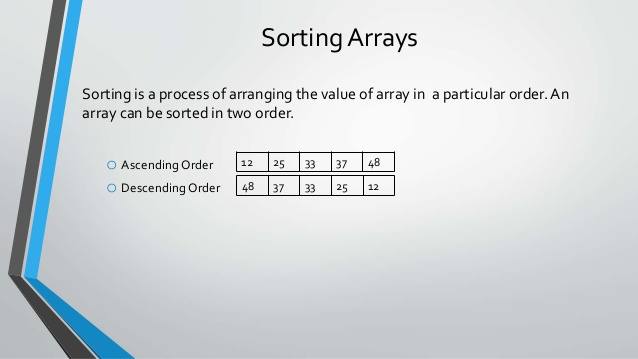 Sorting Arrays
Sorting is a process of arranging the value of array in a particular order. An
array can be sorted in two order.
Ascending Order 12 25 33 37 48
Descending Order 48 37 33 25 12